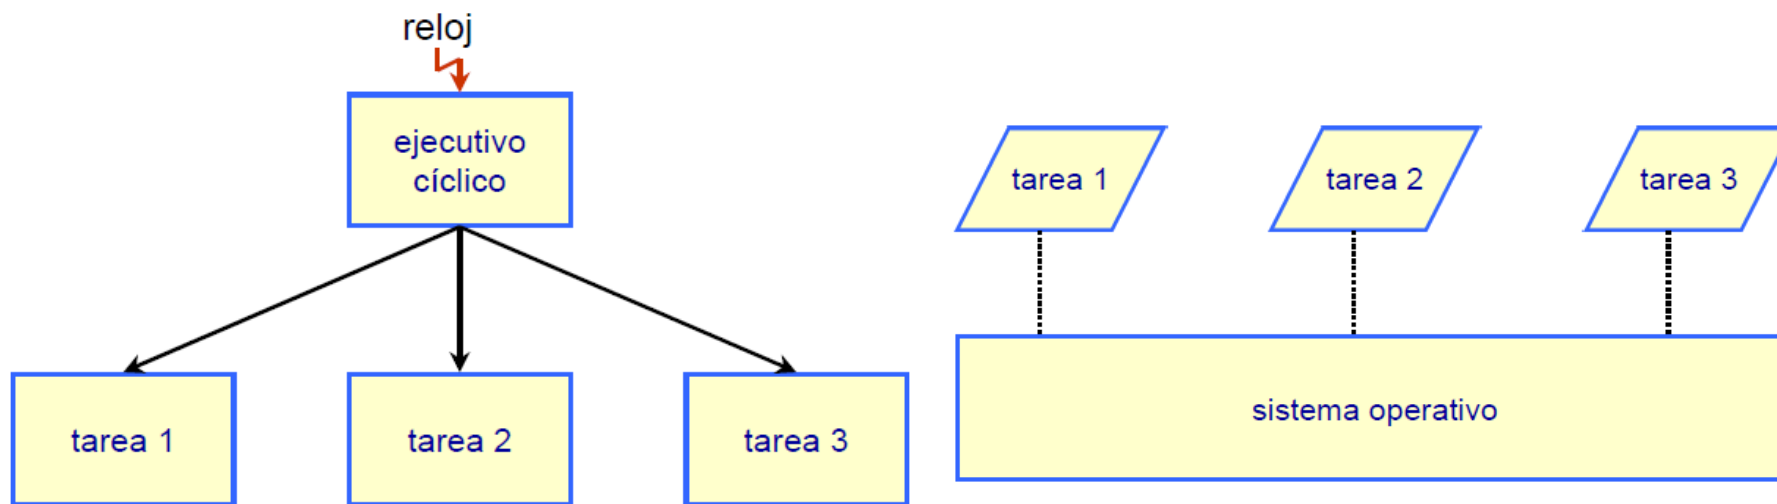 reloj
ejecutivo
cíclico
tarea 1
tarea 2
tarea 3
tarea 1
tarea 2
tarea 3
sistema operativo